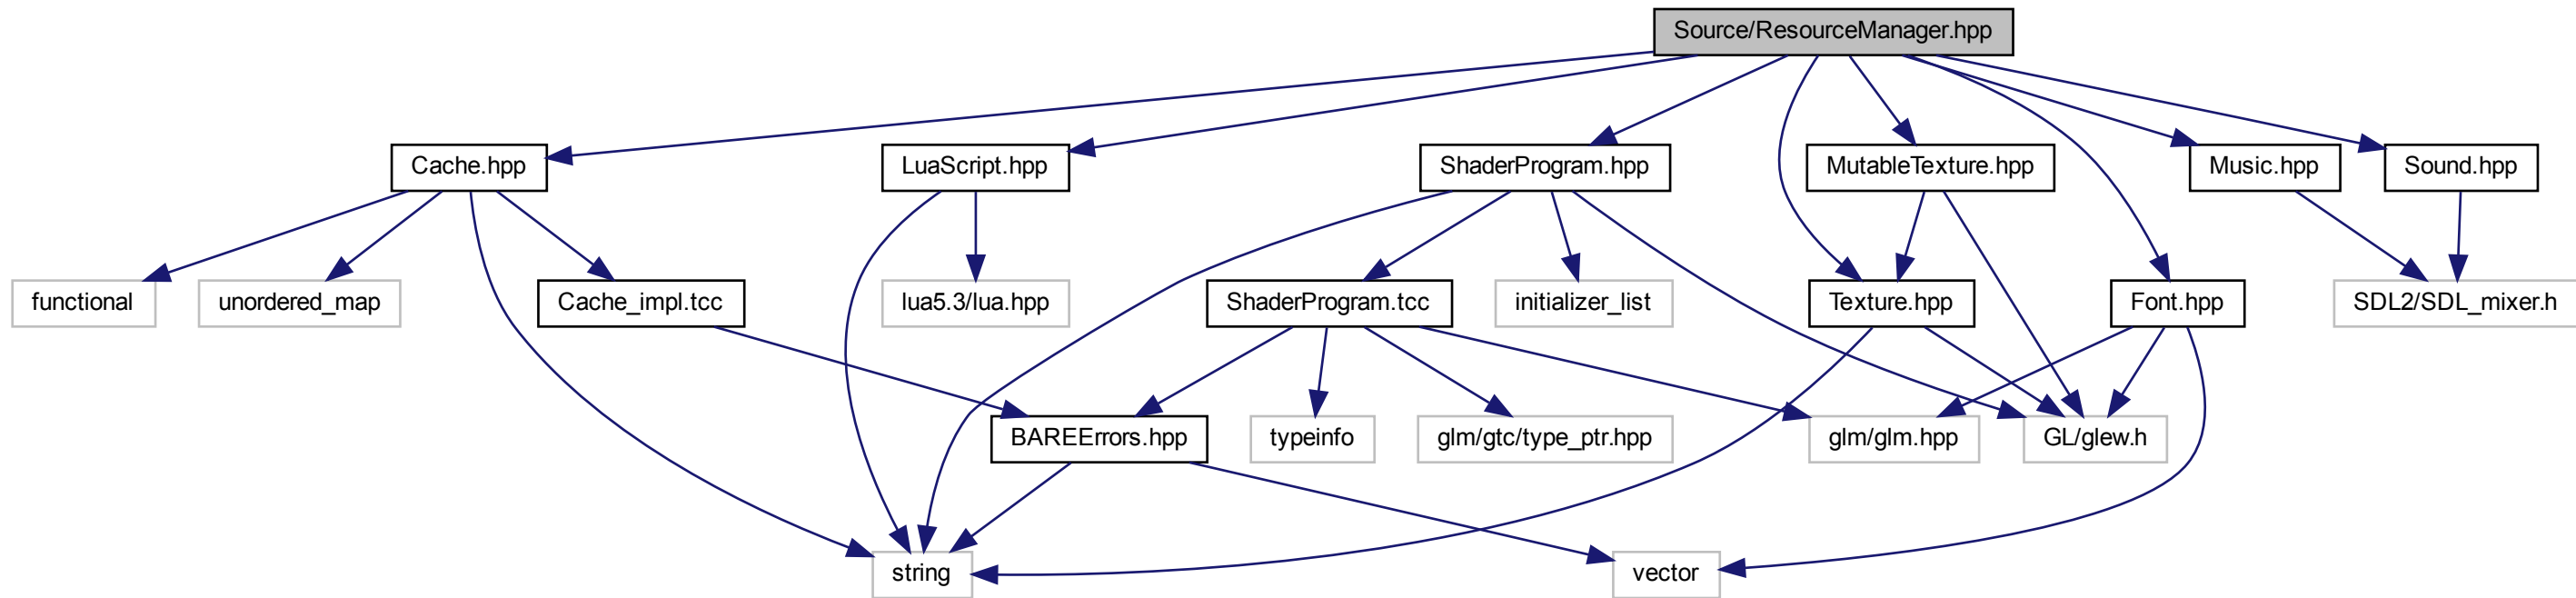 Source/ResourceManager.hpp
Cache.hpp
LuaScript.hpp
ShaderProgram.hpp
MutableTexture.hpp
Music.hpp
Sound.hpp
functional
unordered_map
Cache_impl.tcc
lua5.3/lua.hpp
ShaderProgram.tcc
initializer_list
Texture.hpp
Font.hpp
SDL2/SDL_mixer.h
BAREErrors.hpp
typeinfo
glm/gtc/type_ptr.hpp
glm/glm.hpp
GL/glew.h
string
vector